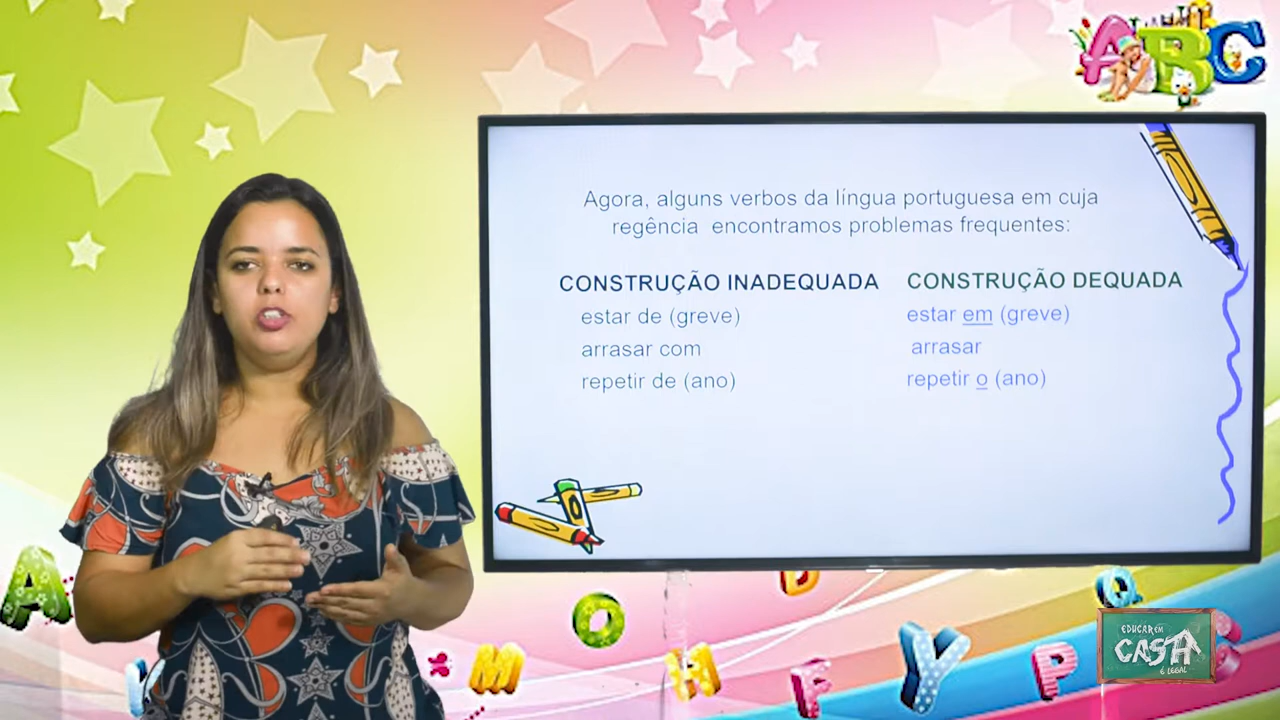 ABC
Agora, alguns verbos da língua portuguesa em cuja
regência encontramos problemas frequentes:
CONSTRUÇÃO INADEQUADA CONSTRUÇÃO DEQUADA
estar de (greve) estar em (greve)
arrasar com arrasar
repetir de (ano) repetir o (ano)
A
O
Q
M
H
F
Y
P
EDUCAR EM
CASA
É LEGAL